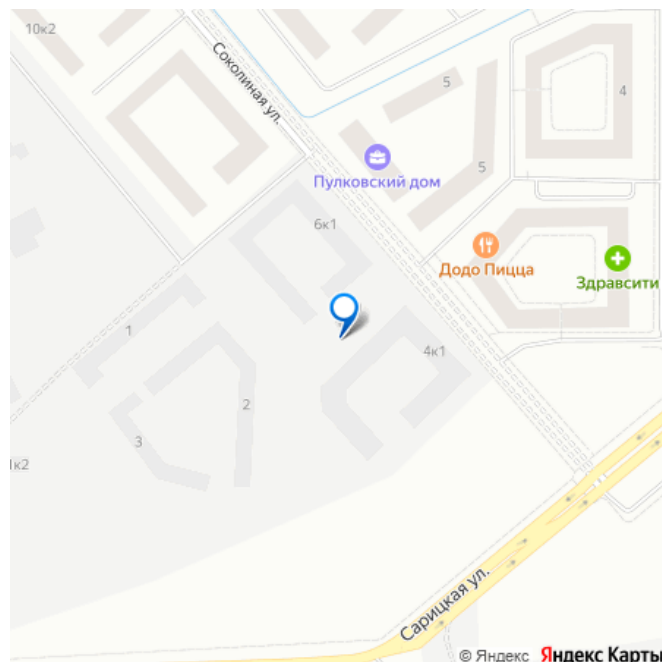 10к2
Соколиная ул.
5
4
Пулковский дом
5
6к1
Додо Пицца
Здравсити
1
4к1
2
3
1к2
Сарицкая ул.
© Яндекс Яндекс Карты